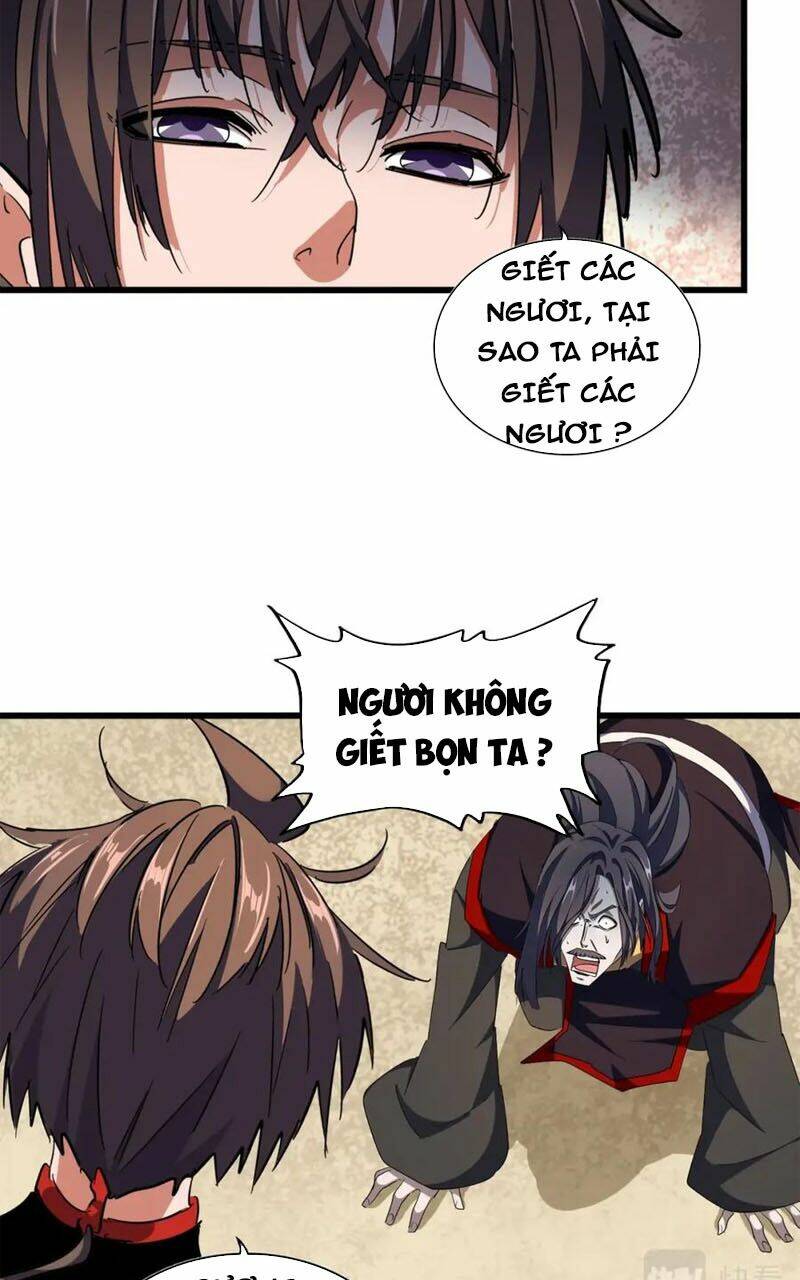 GIẾT CÁC
NGƯƠI, TẠI
SAO TA PHẢI
GIẾT CÁC
NGƯƠI ?
NGƯƠI KHÔNG
GIẾT BỌN TA ?